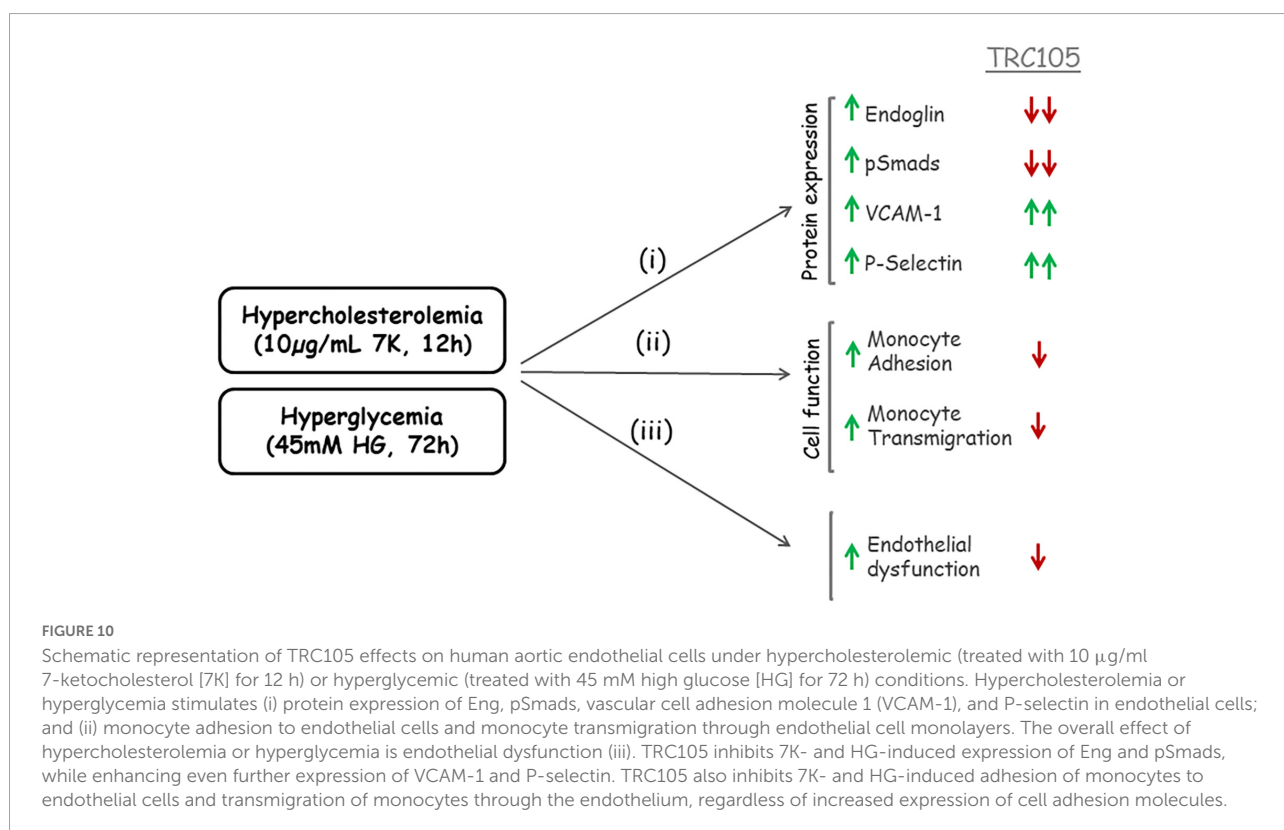 TRC105
Protein expression
↑ Endoglin ↓↓
↑ pSmads ↓↓
↑ VCAM-1 ↑↑
↑ P-Selectin ↑↑
(i)
Hypercholesterolemia
(10µg/mL 7K, 12h)
(ii)
Hyperglycemia
(45mM HG, 72h)
(iii)
Cell function
↑ Monocyte
Adhesion ↓
↑ Monocyte
Transmigration ↓
↑ Endothelial
dysfunction ↓
FIGURE 10
Schematic representation of TRC105 effects on human aortic endothelial cells under hypercholesterolemic (treated with 10 µg/ml
7-ketocholesterol [7K] for 12 h) or hyperglycemic (treated with 45 mM high glucose [HG] for 72 h) conditions. Hypercholesterolemia or
hyperglycemia stimulates (i) protein expression of Eng, pSmads, vascular cell adhesion molecule 1 (VCAM-1), and P-selectin in endothelial cells;
and (ii) monocyte adhesion to endothelial cells and monocyte transmigration through endothelial cell monolayers. The overall effect of
hypercholesterolemia or hyperglycemia is endothelial dysfunction (iii). TRC105 inhibits 7K- and HG-induced expression of Eng and pSmads,
while enhancing even further expression of VCAM-1 and P-selectin. TRC105 also inhibits 7K- and HG-induced adhesion of monocytes to
endothelial cells and transmigration of monocytes through the endothelium, regardless of increased expression of cell adhesion molecules.